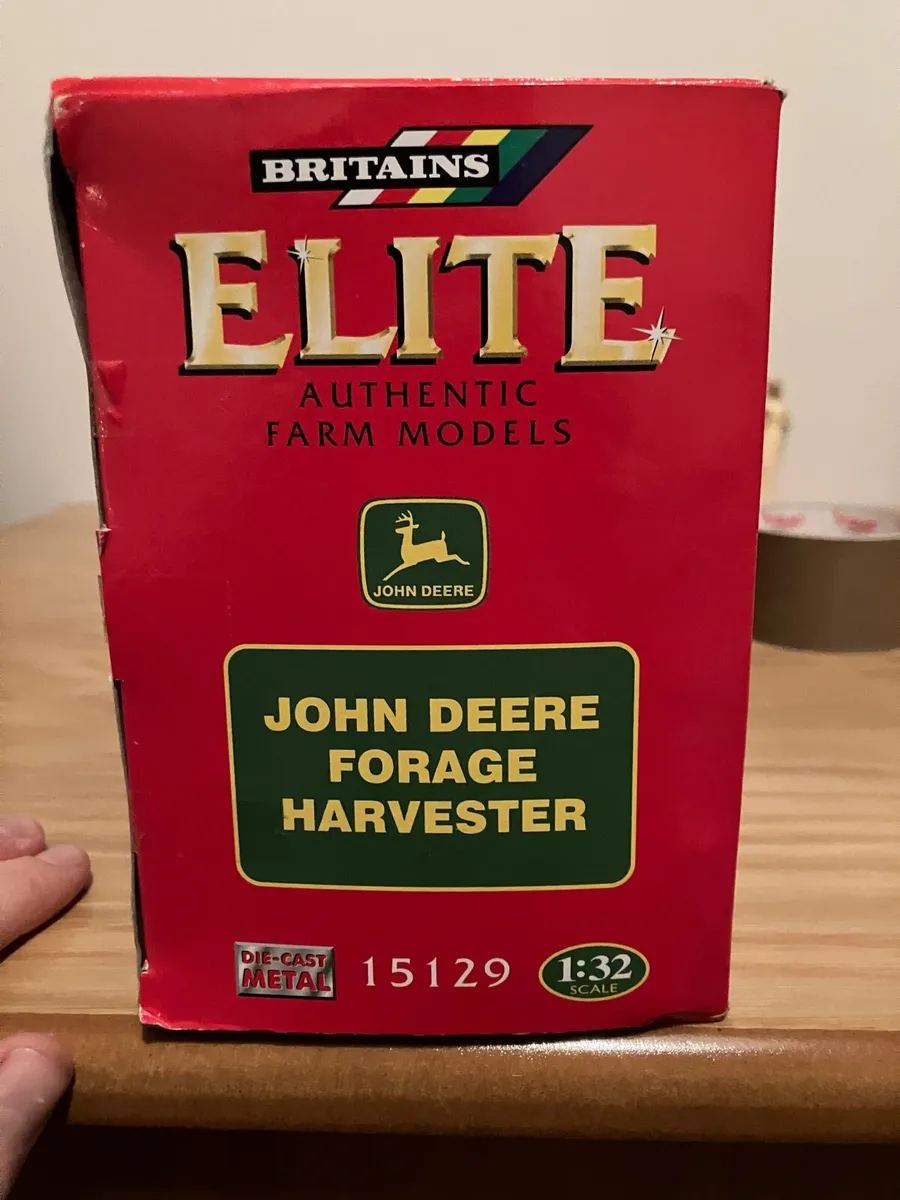 BRITAINS
ELITE
AUTHENTIC
FARM MODELS
JOHN DEERE
JOHN DEERE
FORAGE
HARVESTER
DIE-CAST
METAL
15129
1:32
SCALE